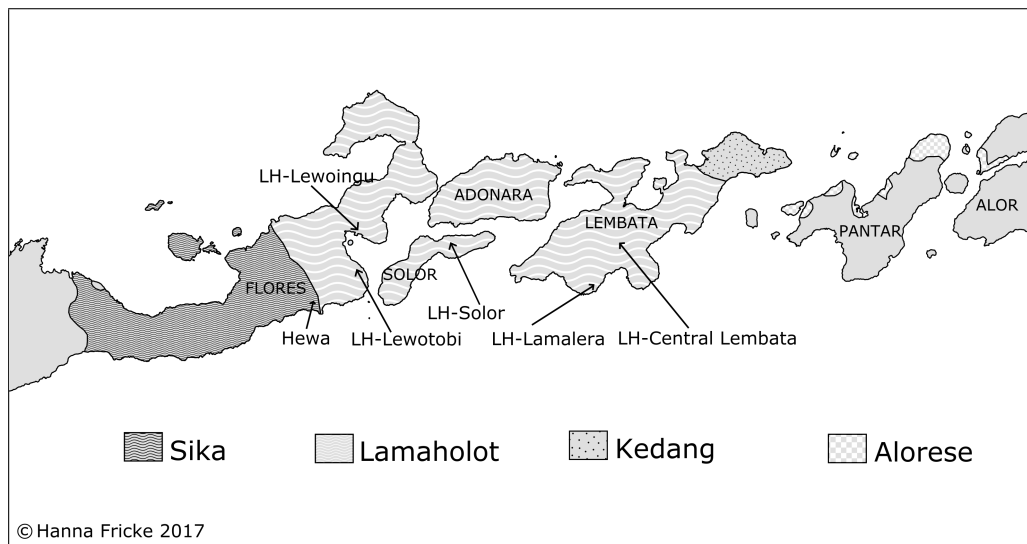 LH-Lewoingu
ADONARA
LEMBATA
PANTAR
ALOR
FLORES
SOLOR
Hewa
LH-Lewotobi
LH-Solor
LH-Lamalera
LH-Central Lembata
Sika
Lamaholot
Kedang
Alorese
© Hanna Fricke 2017